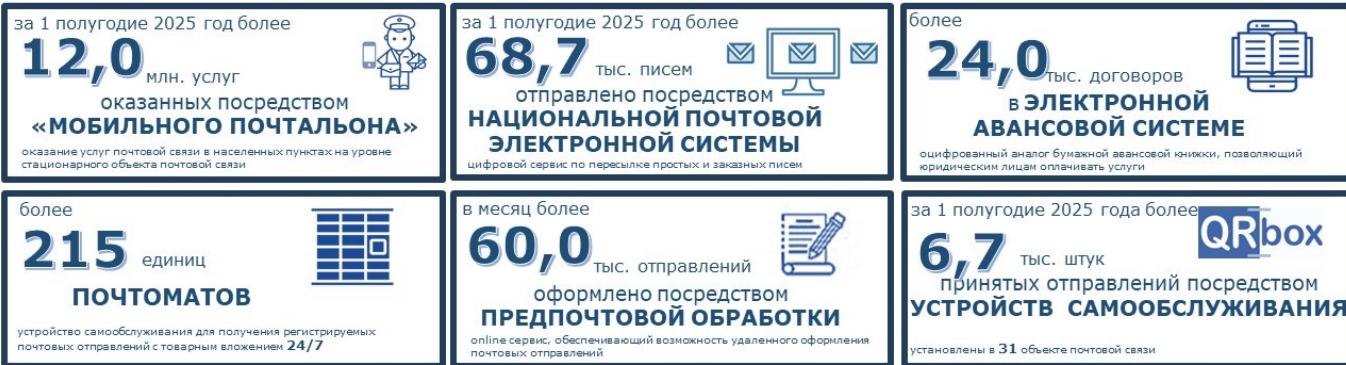 за 1 полугодие 2025 год более
12,0 млн. услуг
оказанных посредством
«МОБИЛЬНОГО ПОЧТАЛЬОНА»
оказание услуг почтовой связи в населенных пунктах на уровне
стационарного объекта почтовой связи
за 1 полугодие 2025 год более
68,7 тыс. писем
отправлено посредством
НАЦИОНАЛЬНОЙ ПОЧТОВОЙ
ЭЛЕКТРОННОЙ СИСТЕМЫ
цифровой сервис по пересылке простых и заказных писем
более
24,0 тыс. договоров
в ЭЛЕКТРОННОЙ
АВАНСОВОЙ СИСТЕМЕ
оцифрованный аналог бумажной авансовой книжки, позволяющий
юридическим лицам оплачивать услуги
более
215 единиц
ПОЧТОМАТОВ
устройство самообслуживания для получения регистрируемых
почтовых отправлений с товарным вложением 24/7
в месяц более
60,0 тыс. отправлений
оформлено посредством
ПРЕДПОЧТОВОЙ ОБРАБОТКИ
online сервис, обеспечивающий возможность удаленного оформления
почтовых отправлений
за 1 полугодие 2025 года более
QRbox
6,7 тыс. штук
принятых отправлений посредством
УСТРОЙСТВ САМООБСЛУЖИВАНИЯ
установлены в 31 объекте почтовой связи